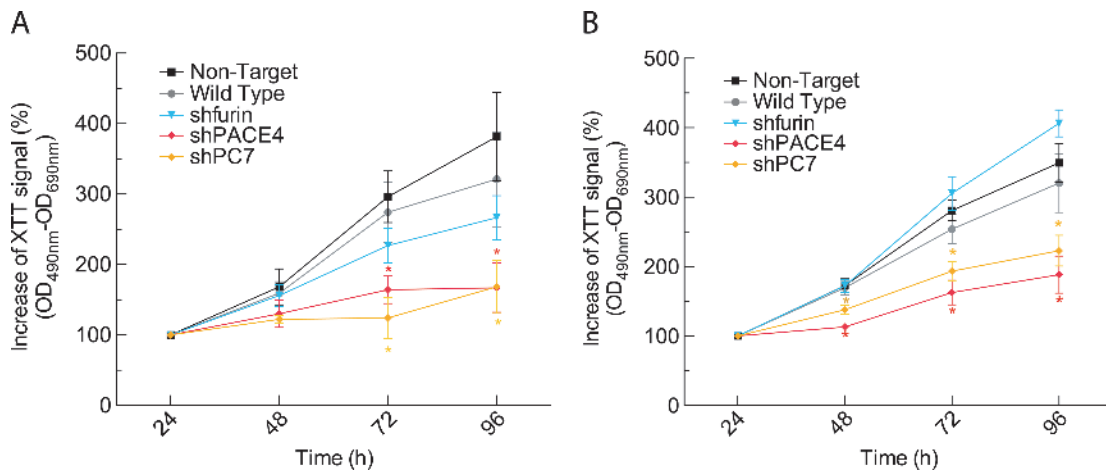 A
500
400
300
200
100
0
Increase of XTT signal (%)
(OD490nm-OD690nm)
Non-Target
Wild Type
shfurin
shPACE4
shPC7
*
*
*
*
24
48
72
96
Time (h)
B
500
400
300
200
100
0
Increase of XTT signal (%)
(OD490nm-OD690nm)
Non-Target
Wild Type
shfurin
shPACE4
shPC7
*
*
*
*
*
*
24
48
72
96
Time (h)